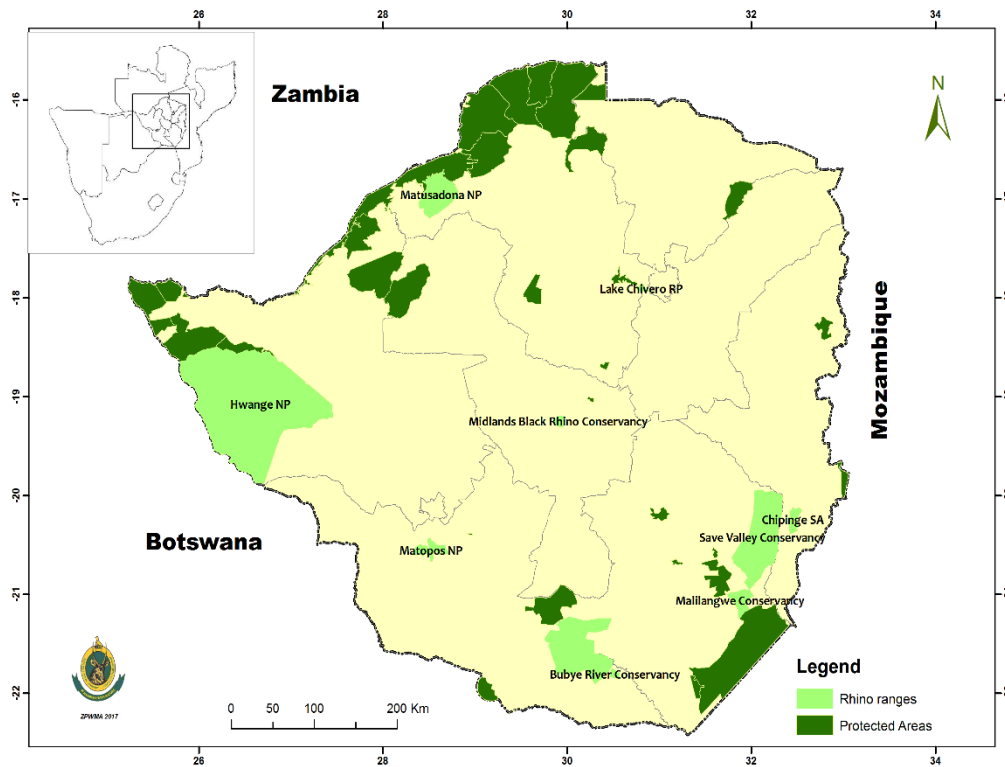 26
28
30
32
34
Zambia
N
-16
Matusadona NP
-17
Lake Chivero RP
-18
Mozambique
Hwange NP
-19
Midlands Black Rhino Conservancy
-20
Chipinge SA
Save Valley Conservancy
Botswana
Matopos NP
-21
Malilangwe Conservancy
Bubye River Conservancy
Legend
Rhino ranges
Protected Areas
-22
ZPWMA 2017
0 50 100 200 Km
26
28
30
32
34